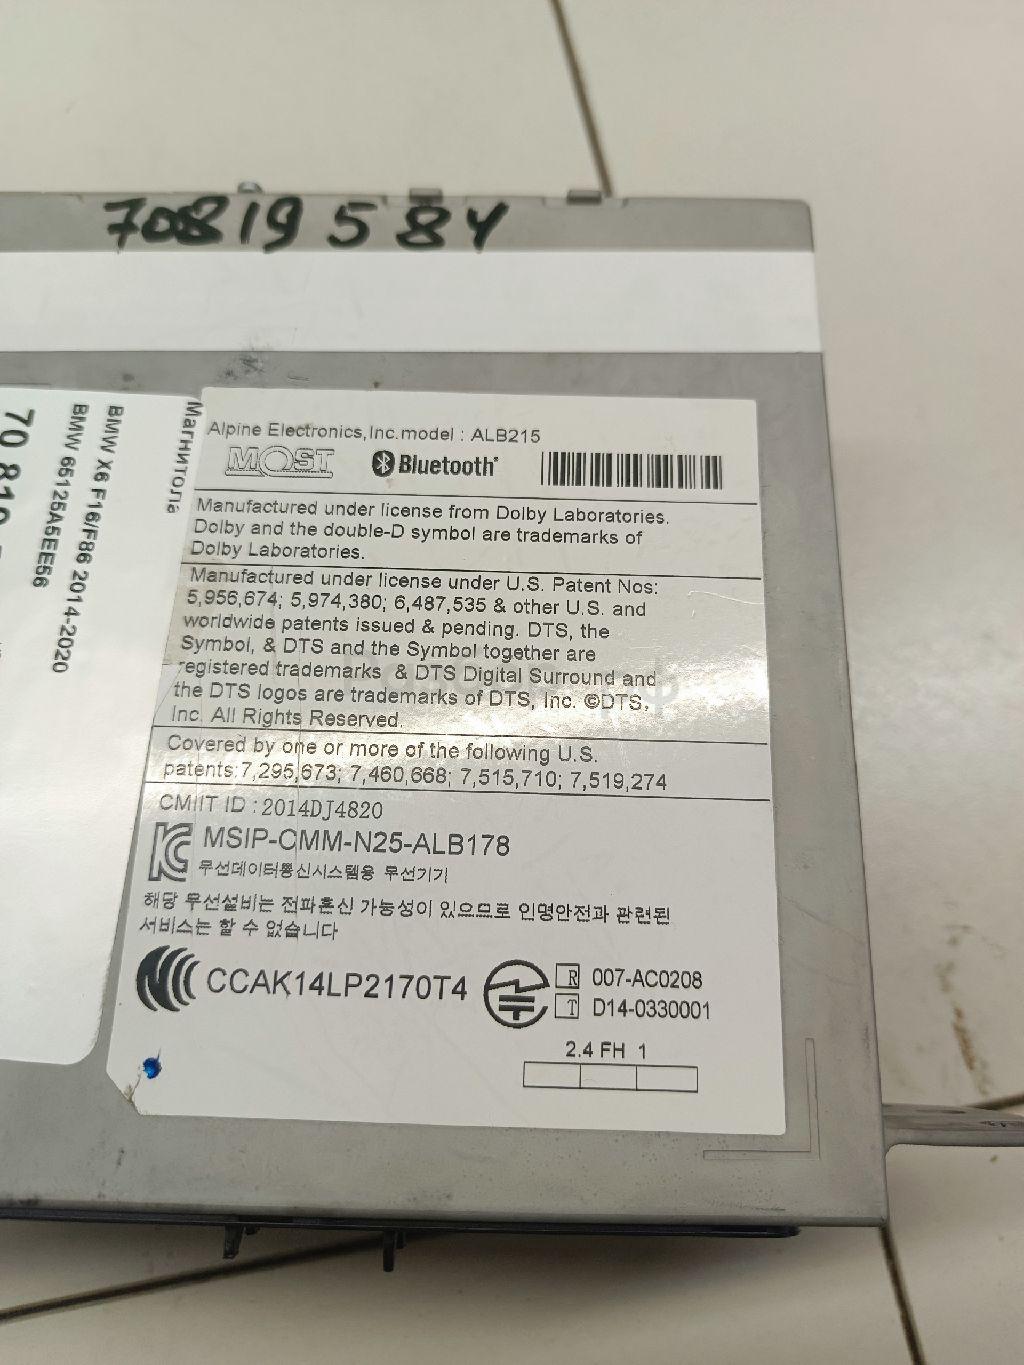 70819584
70 819
BMW 65125A5EE56
BMW X6 F16/F86 2014-2020
Магнитола
Alpine Electronics,Inc.model : ALB215
MOST Bluetooth
Manufactured under license from Dolby Laboratories.
Dolby and the double-D symbol are trademarks of
Dolby Laboratories.
Manufactured under license under U.S. Patent Nos:
5,956,674; 5,974,380; 6,487,535 & other U.S. and
worldwide patents issued & pending. DTS, the
Symbol, & DTS and the Symbol together are
registered trademarks & DTS Digital Surround and
the DTS logos are trademarks of DTS, Inc. ©DTS,
Inc. All Rights Reserved.
Covered by one or more of the following U.S.
patents:7,295,673; 7,460,668; 7,515,710; 7,519,274
CMIIT ID : 2014DJ4820
MSIP-CMM-N25-ALB178
무선데이터통신시스템용 무선기기
해당 무선설비는 전파혼신 가능성이 있으므로 인명안전과 관련된
서비스는 할 수 없습니다
CCAK14LP2170T4
R 007-AC0208
T D14-0330001
2.4 FH 1